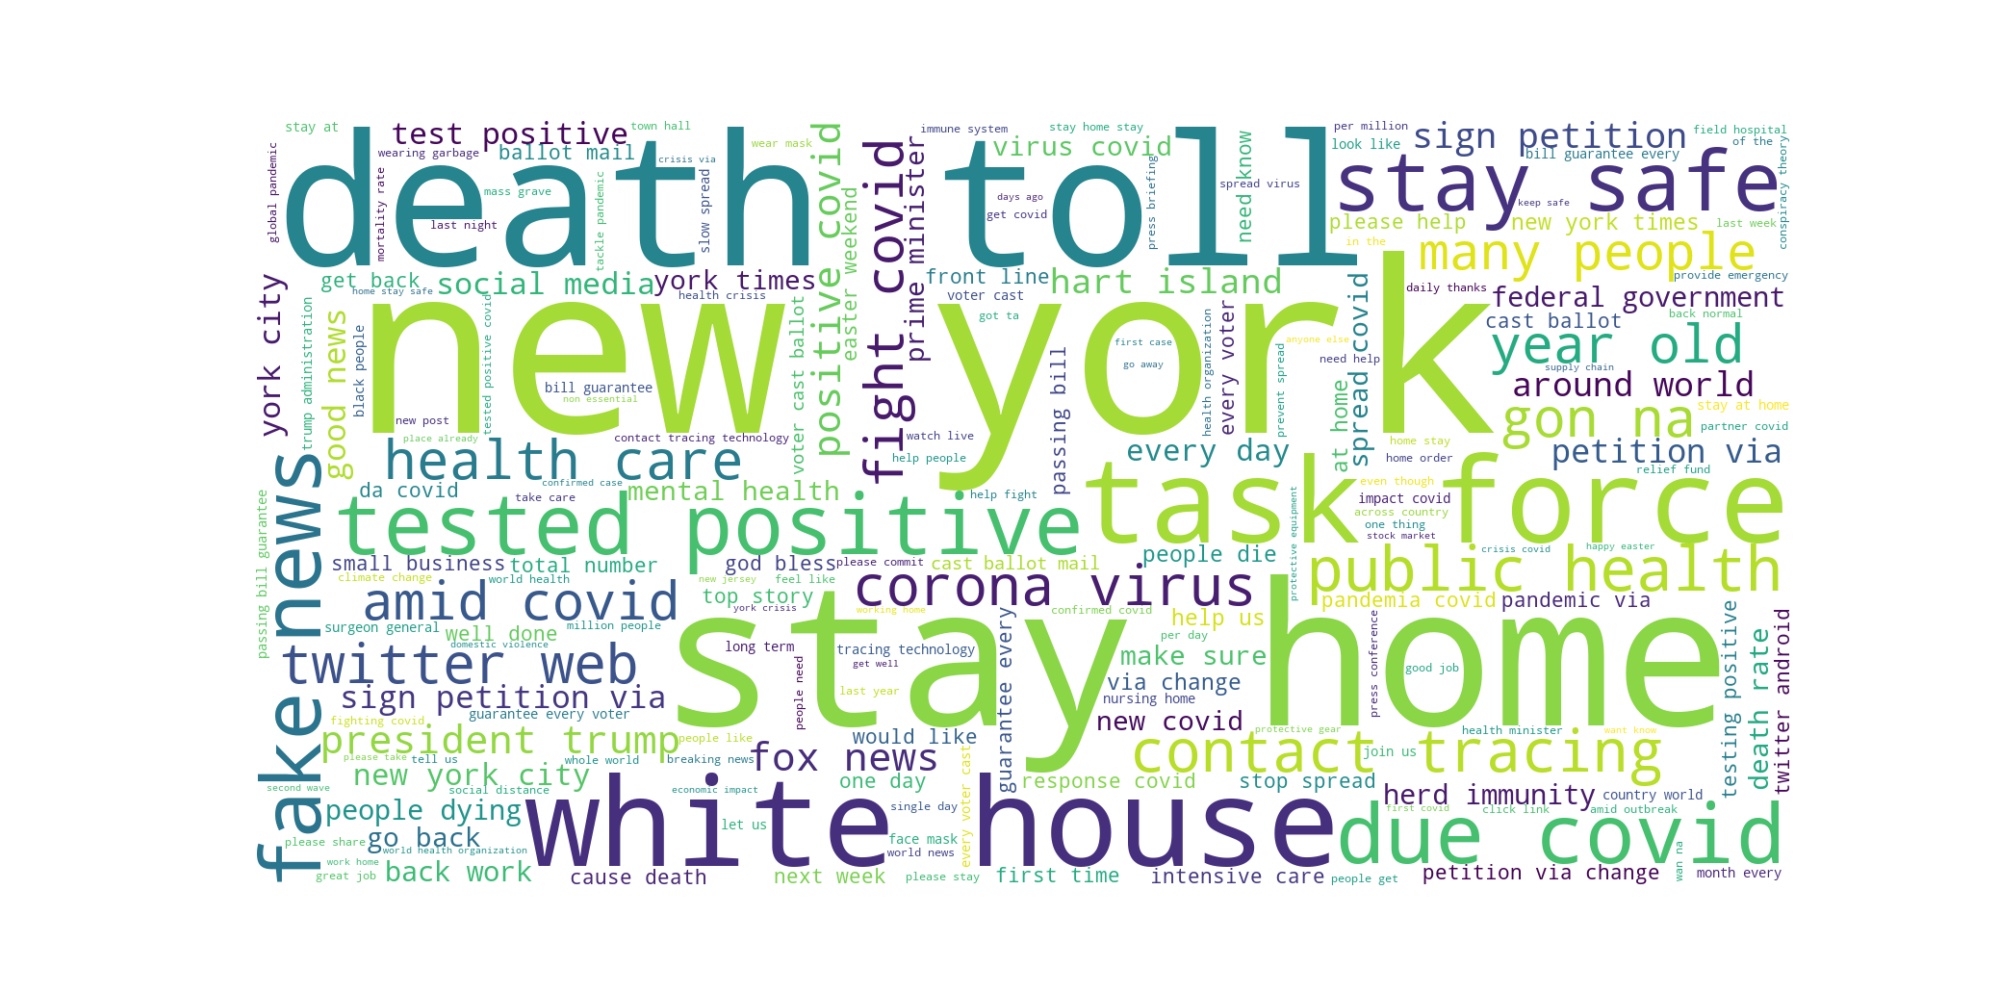 death toll
new york
stay home
white house
task force
tested positive
stay safe
due covid
fake news
public health
corona virus
contact tracing
fight covid
many people
health care
amid covid
twitter web
president trump
year old
gon na
fox news
positive covid
sign petition
test positive
social media
york times
hart island
virus covid
federal government
around world
petition via
sign petition via
new york city
people dying
go back
back work
herd immunity
york city
good news
prime minister
every day
mental health
spread covid
at home
new york times
please help
ballot mail
get back
front line
cast ballot
need know
easter weekend
every voter
passing bill
voter cast ballot
small business
total number
god bless
cast ballot mail
people die
top story
well done
help us
make sure
via change
new covid
pandemia covid
pandemic via
testing positive
death rate
twitter android
guarantee every
would like
one day
response covid
stop spread
cause death
next week
first time
intensive care
petition via change
month every
country world
da covid
stay at
town hall
wearing garbage
crisis via
wear mask
mass grave
last night
global pandemic
mortality rate
tackle pandemic
slow spread
immune system
stay home stay
per million
look like
field hospital
of the
bill guarantee every
conspiracy theory
spread virus
days ago
get covid
press briefing
keep safe
last week
in the
provide emergency
daily thanks
back normal
home stay safe
health crisis
voter cast
got ta
trump administration
black people
tested positive covid
bill guarantee
non essential
new post
place already
contact tracing technology
first case
go away
health organization
prevent spread
anyone else
need help
supply chain
stay at home
partner covid
watch live
help people
home stay
home order
relief fund
confirmed case
take care
help fight
even though
impact covid
across country
one thing
stock market
protective equipment
passing bill guarantee
climate change
world health
please commit
new jersey
feel like
crisis covid
happy easter
york crisis
working home
confirmed covid
surgeon general
million people
domestic violence
long term
tracing technology
get well
per day
people need
last year
nursing home
press conference
good job
fighting covid
guarantee every voter
people like
protective gear
health minister
want know
please take
tell us
whole world
breaking news
join us
second wave
social distance
economic impact
every voter cast
single day
first covid
click link
amid outbreak
let us
face mask
world news
please share
world health organization
work home
great job
please stay
people get
wan na